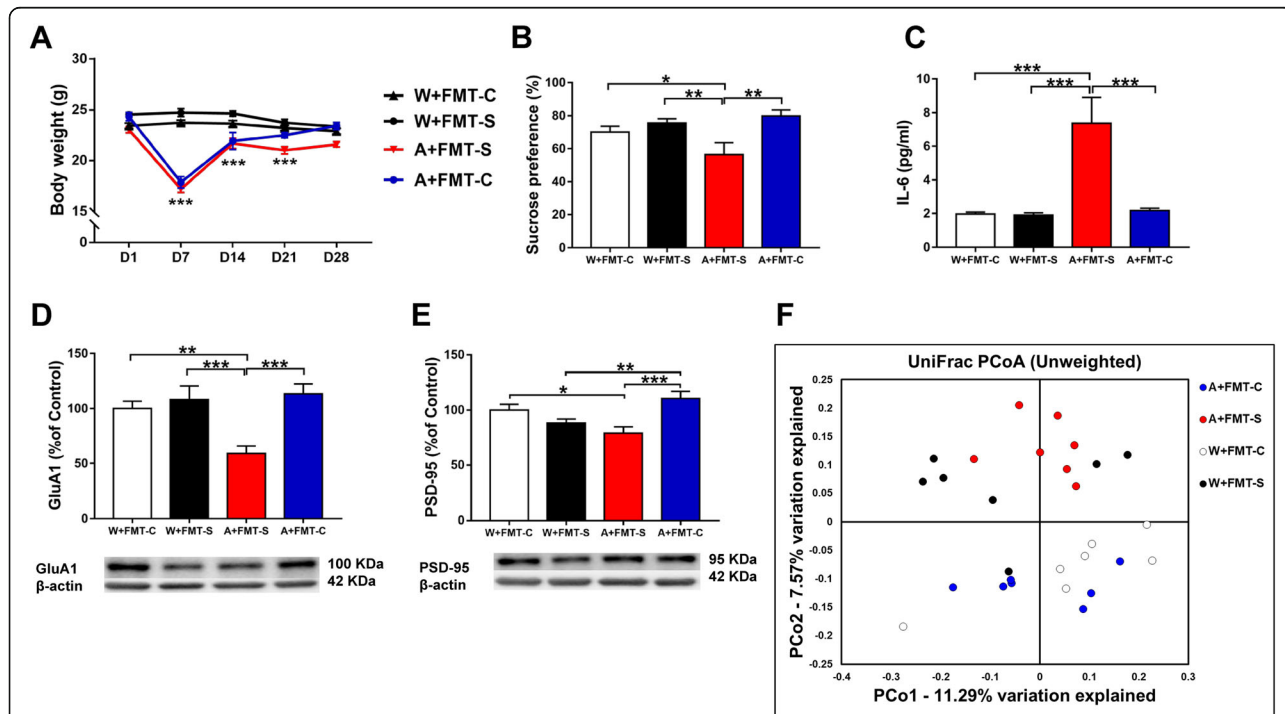 A
Body weight (g)
30
25
20
15
0
D1 D7 D14 D21 D28
***
***
***
W+FMT-C
W+FMT-S
A+FMT-S
A+FMT-C
B
Sucrose preference (%)
100
80
60
40
20
0
*
** **
W+FMT-C W+FMT-S A+FMT-S A+FMT-C
C
IL-6 (pg/ml)
10
8
6
4
2
0
***
*** ***
W+FMT-C W+FMT-S A+FMT-S A+FMT-C
D
GluA1 (%of Control)
150
100
50
0
**
*** ***
W+FMT-C W+FMT-S A+FMT-S A+FMT-C
GluA1 100 KDa
β-actin 42 KDa
E
PSD-95 (%of Control)
150
100
50
0
**
* ***
W+FMT-C W+FMT-S A+FMT-S A+FMT-C
PSD-95 95 KDa
β-actin 42 KDa
F
UniFrac PCoA (Unweighted)
PCo2 - 7.57% variation explained
0.25
0.2
0.15
0.1
0.05
0
-0.05
-0.1
-0.15
-0.2
-0.25
-0.3 -0.2 -0.1 0 0.1 0.2 0.3
PCo1 - 11.29% variation explained
A+FMT-C
A+FMT-S
W+FMT-C
W+FMT-S